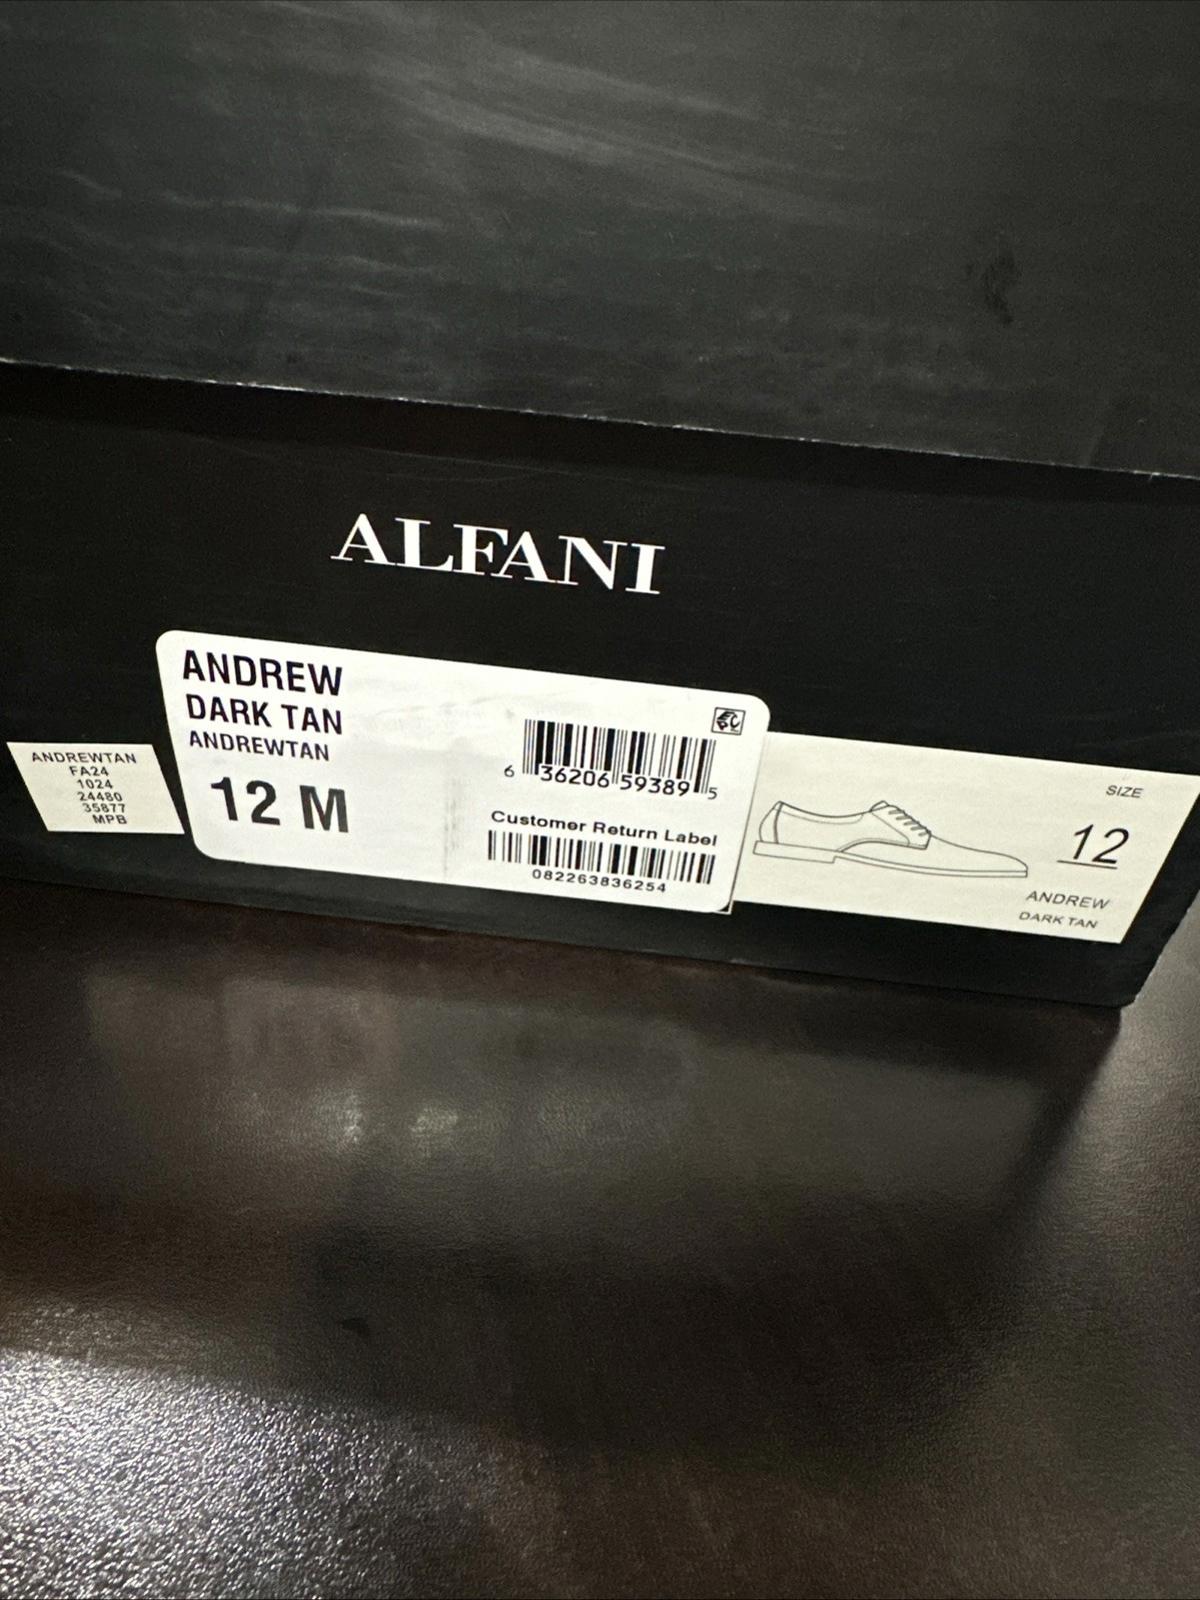 ALFANI
ANDREW
DARK TAN
ANDREWTAN
12 M
6 36206 59389 5
Customer Return Label
082263836254
ANDREWTAN
FA24
1024
24480
35877
MPB
SIZE
12
ANDREW
DARK TAN